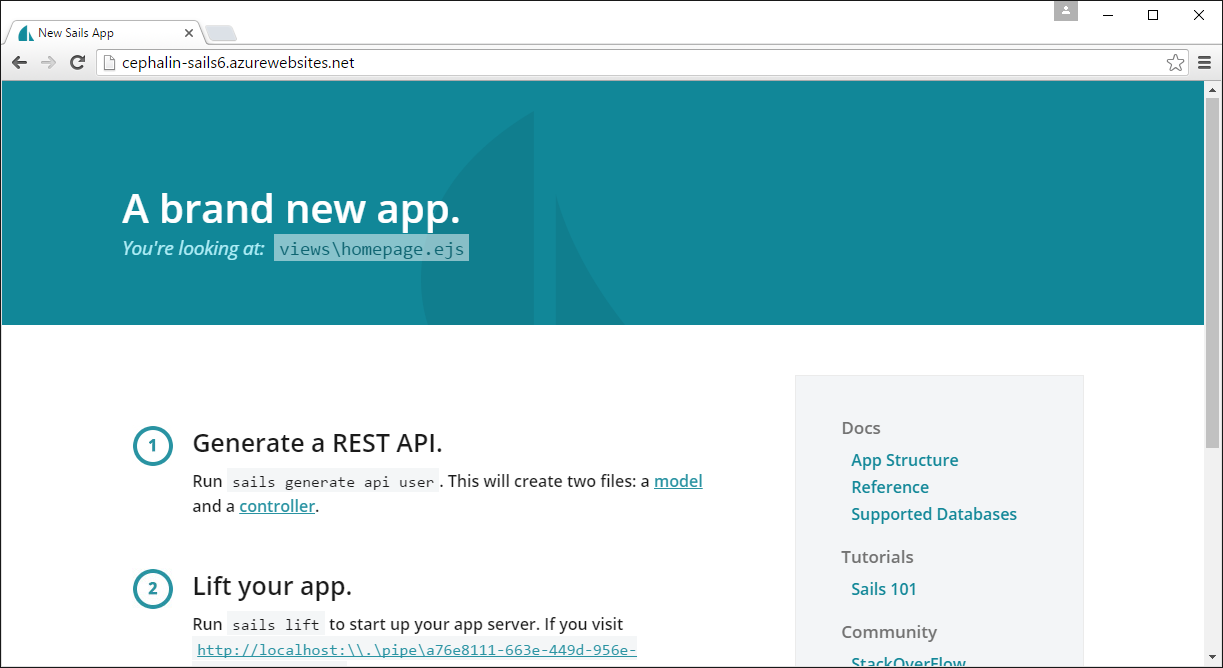 New Sails App
cephalin-sails6.azurewebsites.net
A brand new app.
You're looking at: views\homepage.ejs
1
Generate a REST API.
Run sails generate api user. This will create two files: a model
and a controller.
2
Lift your app.
Run sails lift to start up your app server. If you visit
http://localhost:\\.\pipe\a76e8111-663e-449d-956e-
Docs
App Structure
Reference
Supported Databases
Tutorials
Sails 101
Community
StackOverFlow